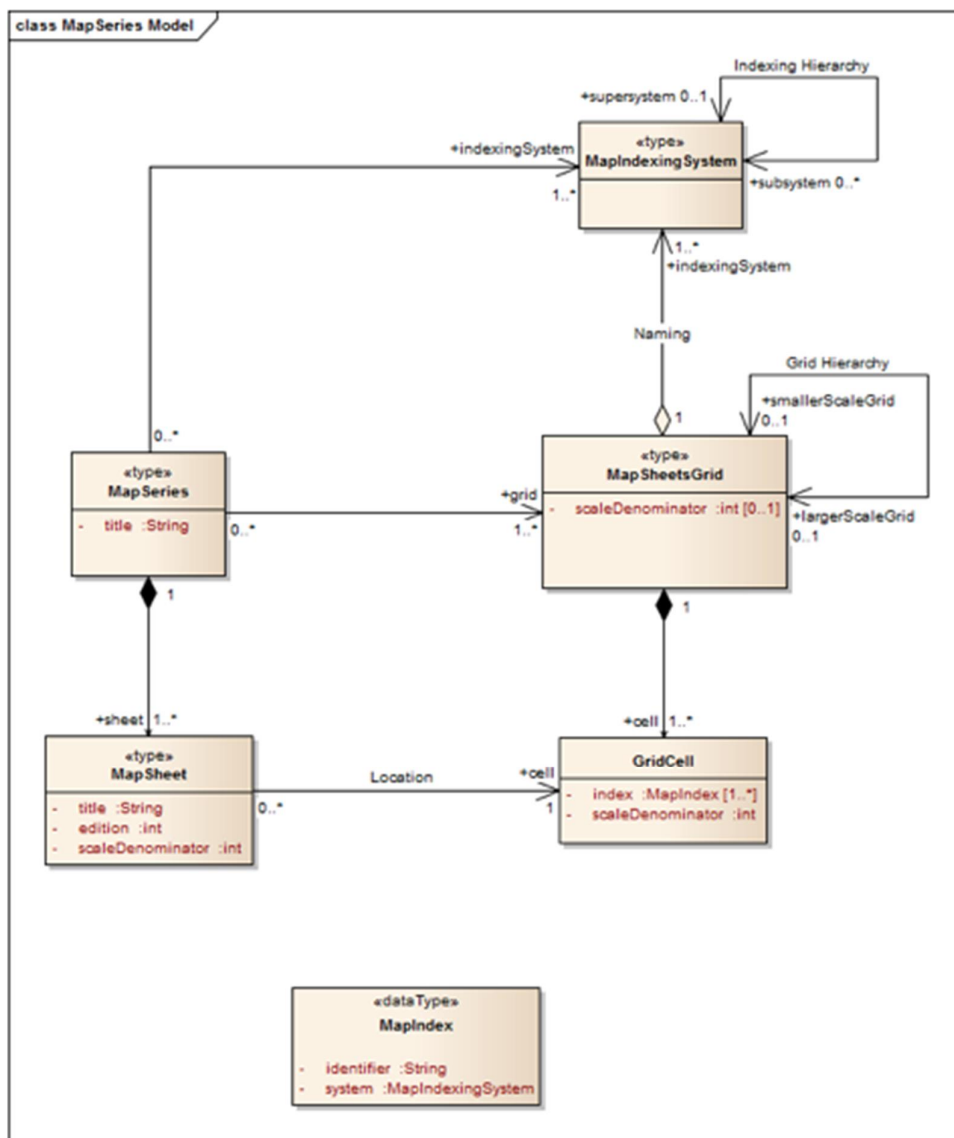 class MapSeries Model
Indexing Hierarchy
+supersystem 0..1
«type»
MapIndexingSystem
+indexingSystem
1..*
+subsystem 0..*
1..*
+indexingSystem
Naming
Grid Hierarchy
+smallerScaleGrid
0..1
1
0..*
«type»
MapSheetsGrid
- scaleDenominator :int [0..1]
+largerScaleGrid
0..1
«type»
MapSeries
- title :String
+grid
0..*
1..*
1
1
+sheet 1..*
+cell 1..*
«type»
MapSheet
- title :String
- edition :int
- scaleDenominator :int
Location
+cell
0..*
1
GridCell
- index :MapIndex [1..*]
- scaleDenominator :int
«dataType»
MapIndex
- identifier :String
- system :MapIndexingSystem